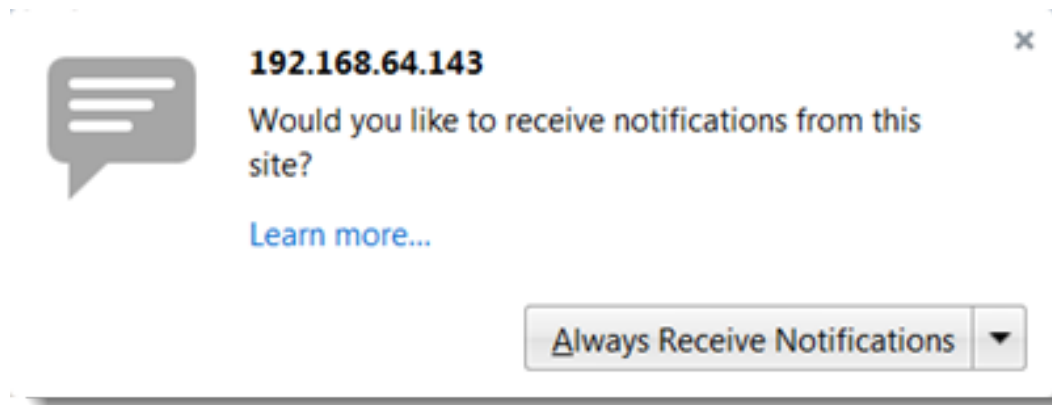 192.168.64.143
Would you like to receive notifications from this
site?
Learn more...
Always Receive Notifications